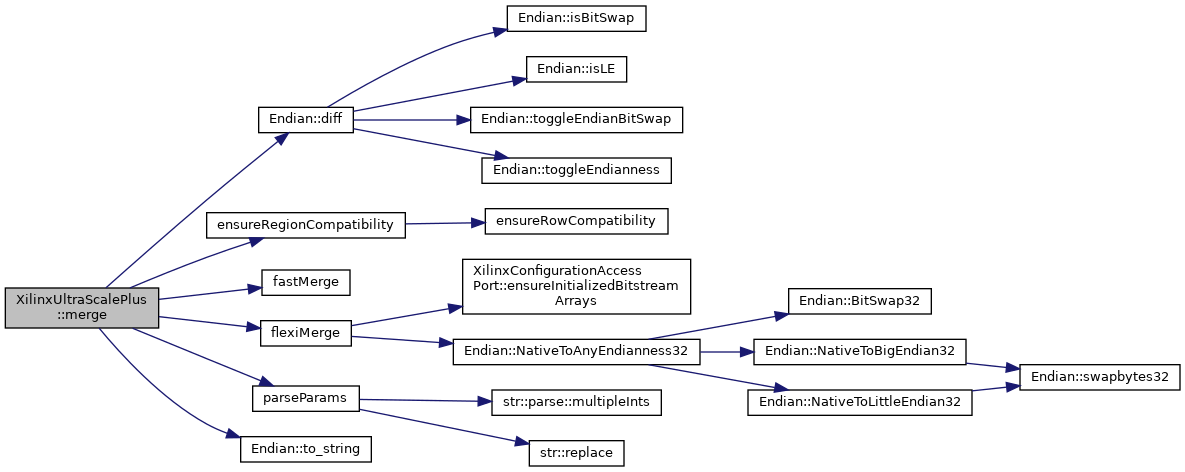 XilinxUltraScalePlus
::merge
Endian::diff
Endian::isBitSwap
Endian::isLE
Endian::toggleEndianBitSwap
Endian::toggleEndianness
ensureRegionCompatibility
ensureRowCompatibility
fastMerge
flexiMerge
XilinxConfigurationAccess
Port::ensureInitializedBitstream
Arrays
Endian::NativeToAnyEndianness32
Endian::BitSwap32
Endian::NativeToBigEndian32
Endian::NativeToLittleEndian32
Endian::swapbytes32
parseParams
str::parse::multipleInts
str::replace
Endian::to_string